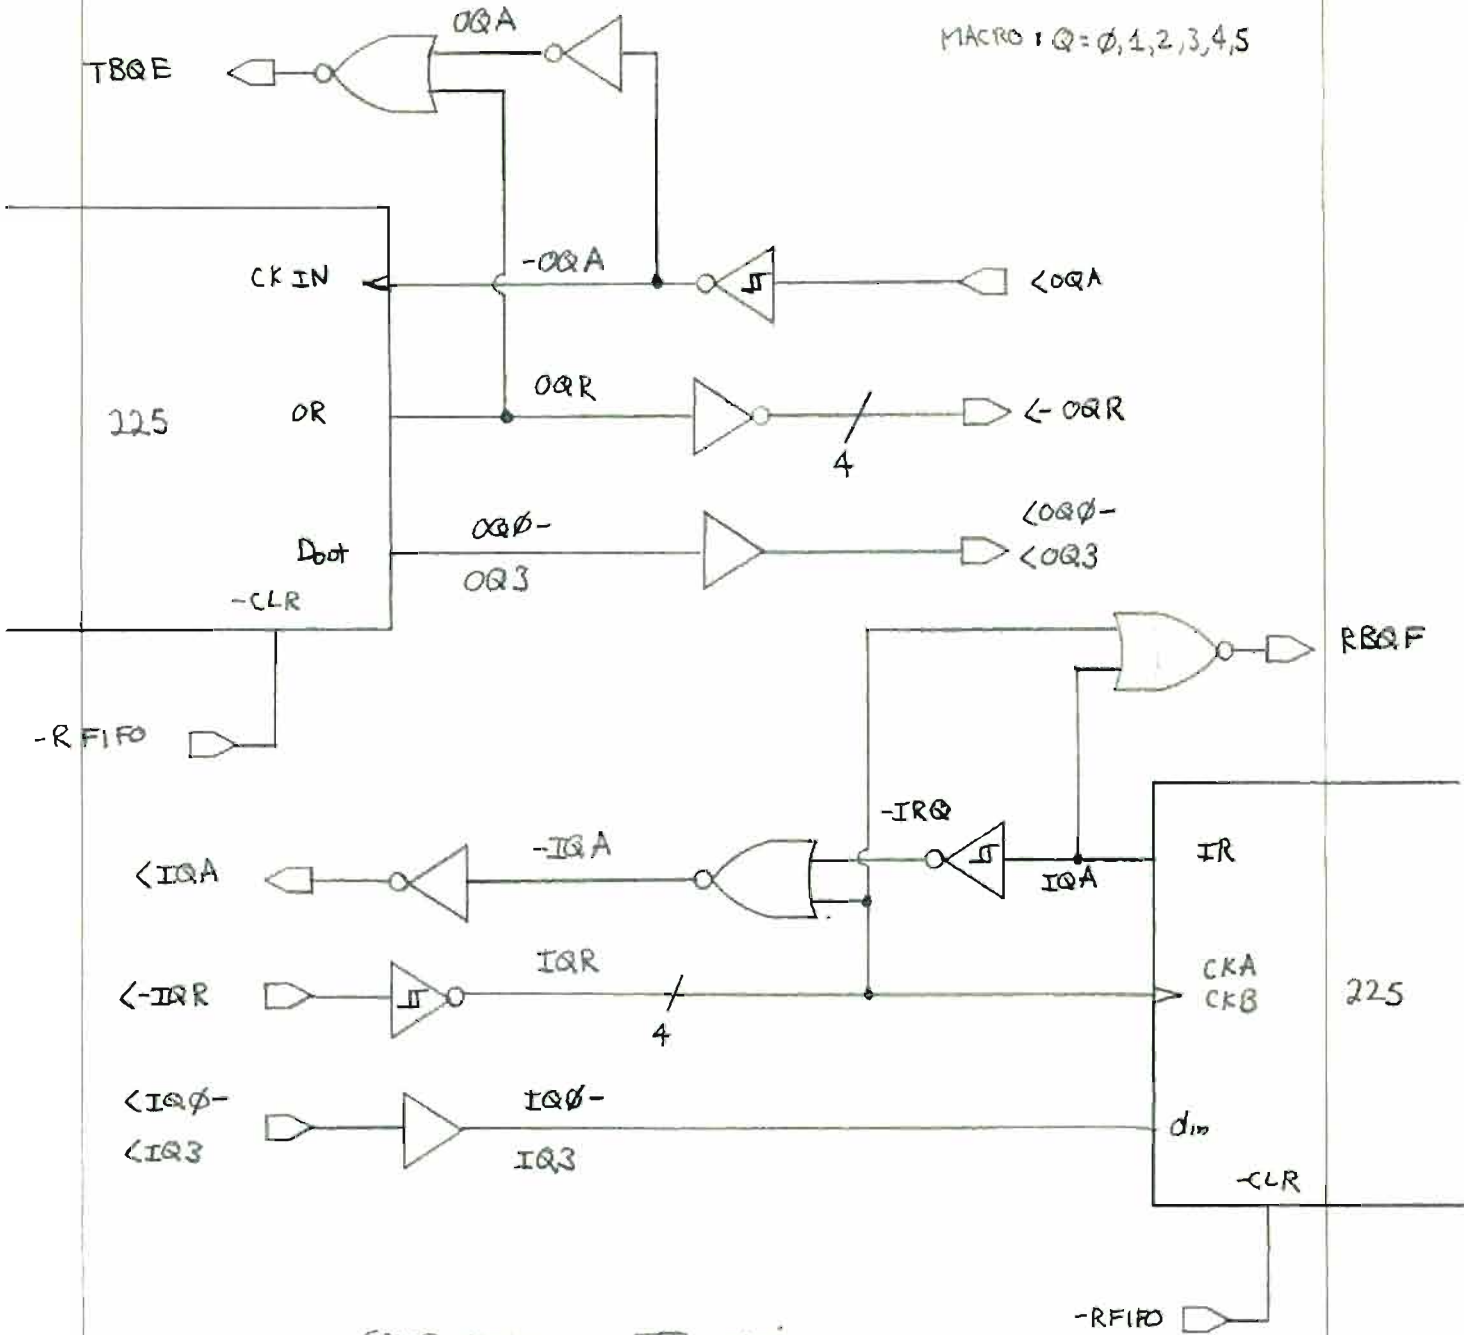 OQA
MACRO : Q = Ø,1,2,3,4,5
TBQE
CK IN
-OQA
<OQA
225
OR
OQR
<-OQR
4
Dout
OQØ-
OQ3
<OQØ-
<OQ3
-CLR
RBQF
-RFIFO
-IRQ
IR
<IQA
-IQA
IQA
<-IQR
IQR
4
CKA
CKB
225
<IQØ-
<IQ3
IQØ-
IQ3
din
-CLR
-RFIFO